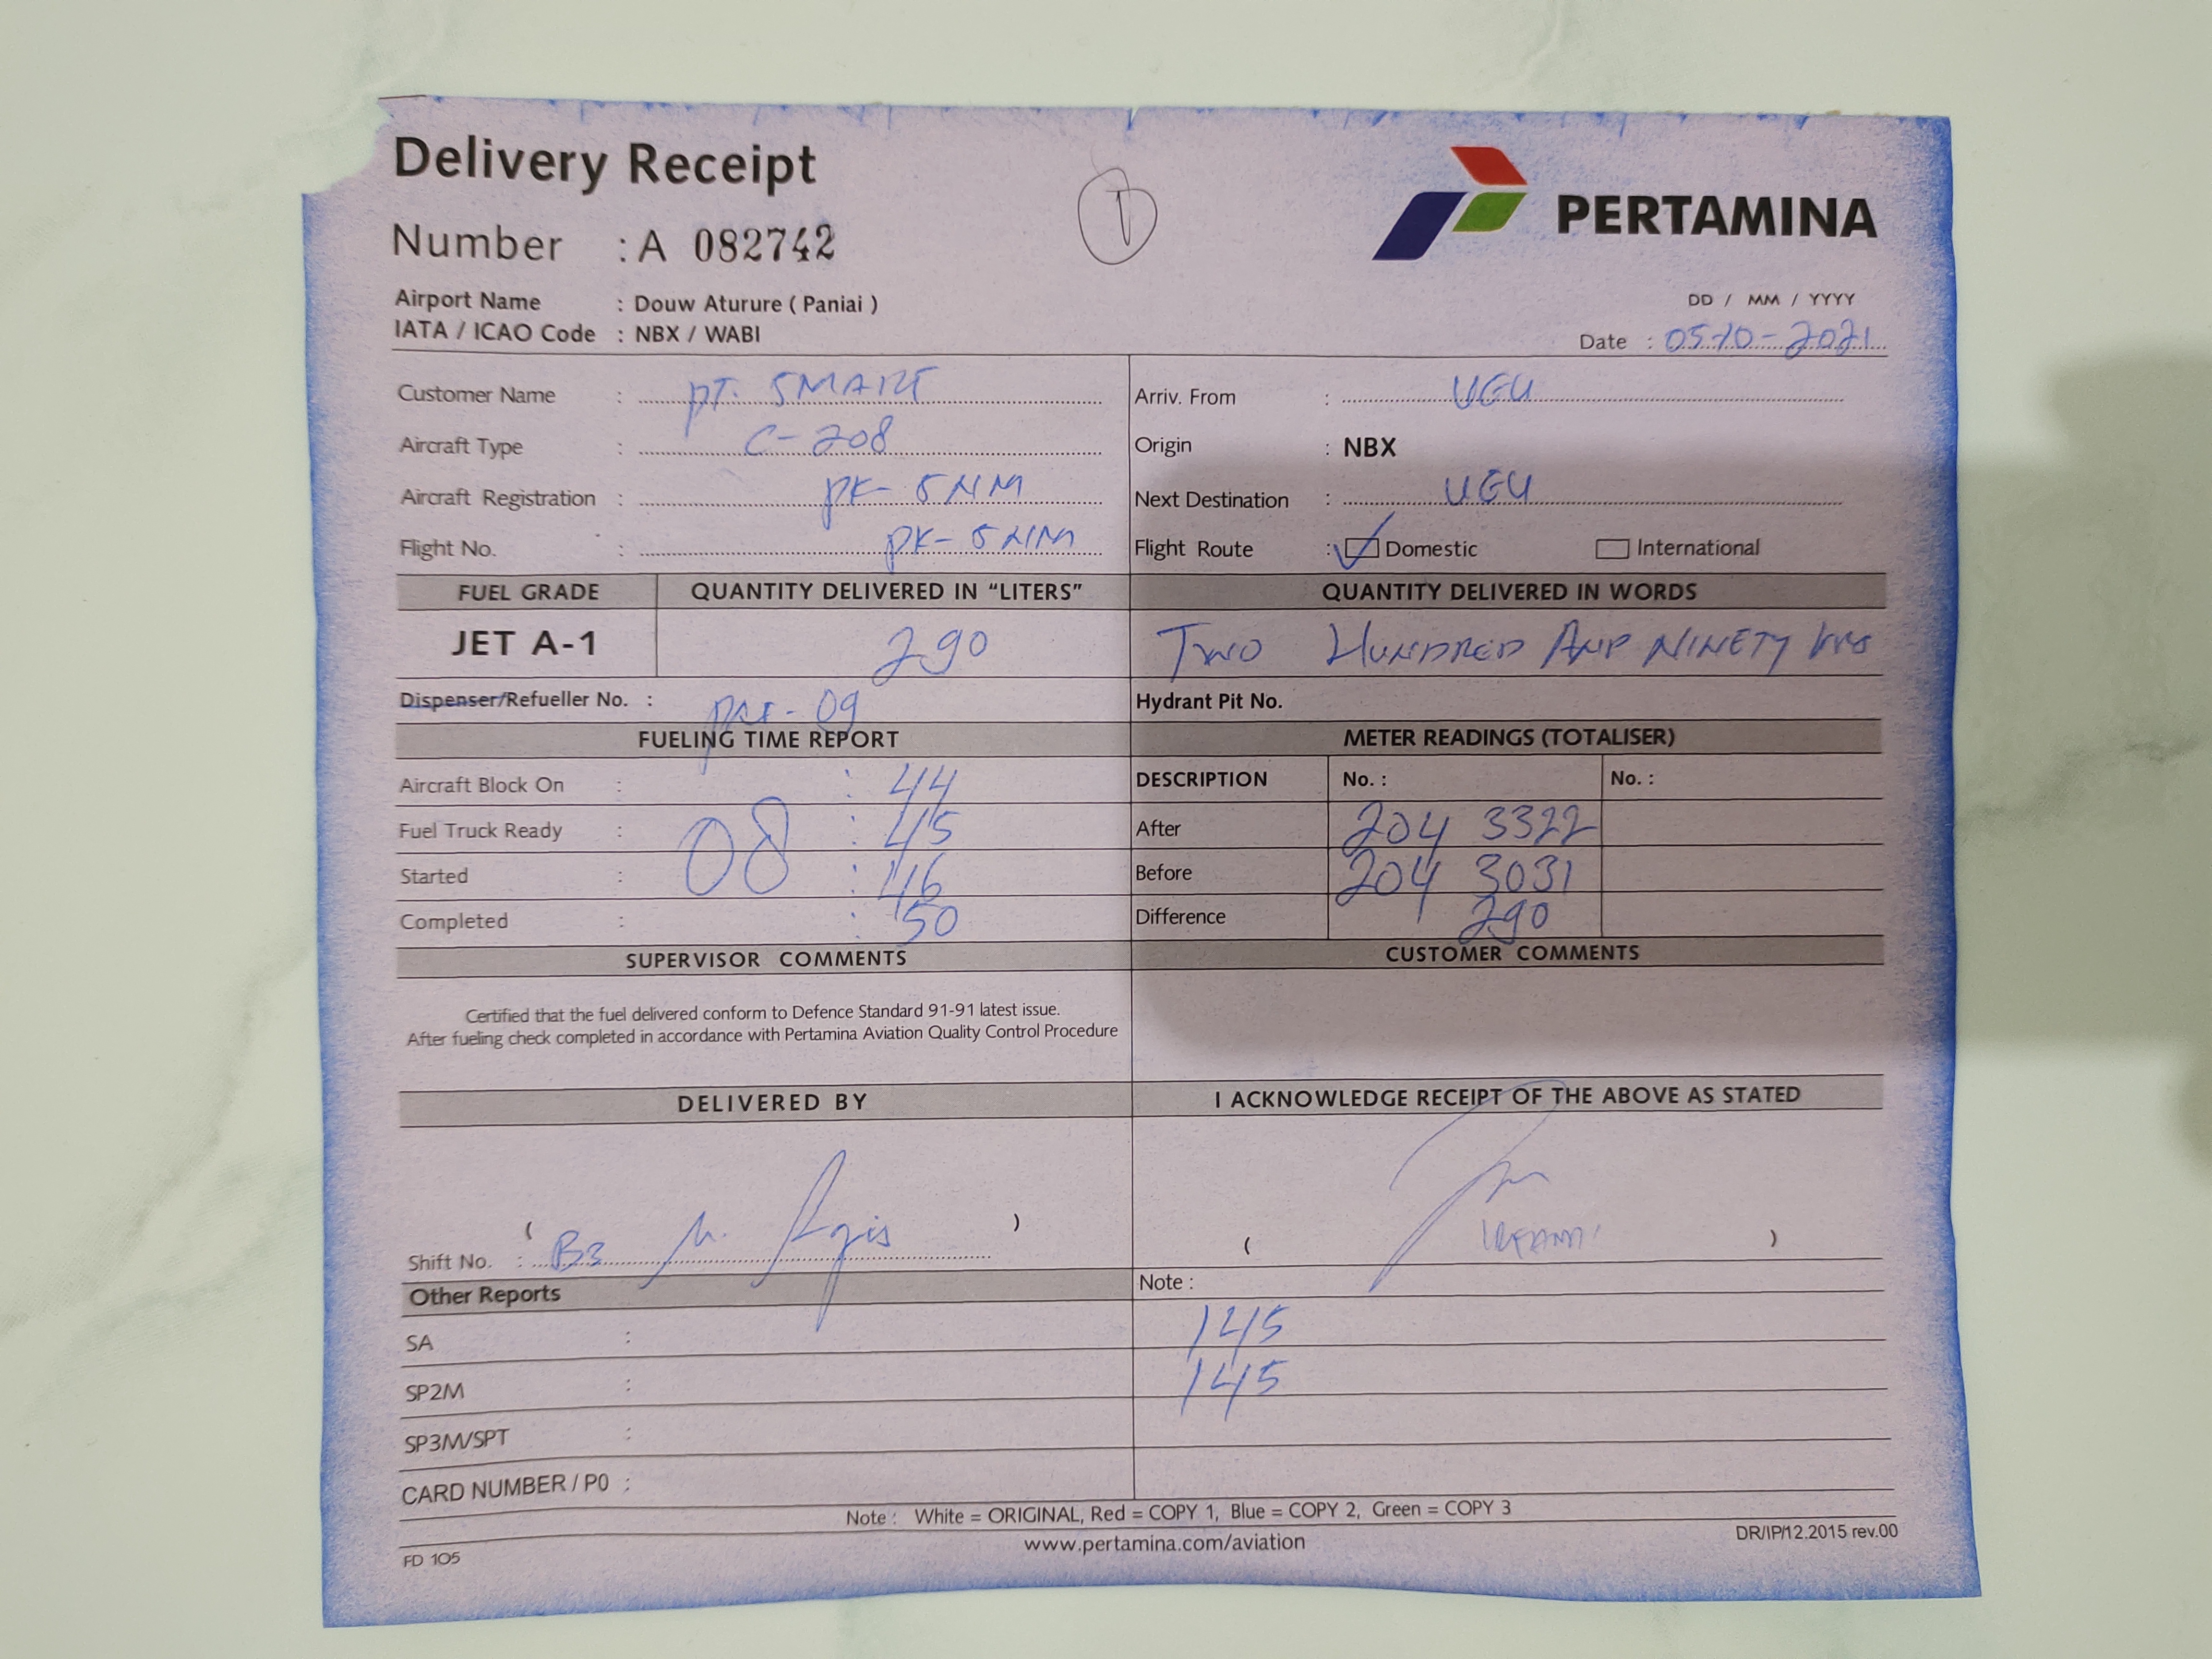 Delivery Receipt
Number : A 082742
PERTAMINA
Airport Name : Douw Aturure ( Paniai )
IATA / ICAO Code : NBX / WABI
DD / MM / YYYY
Date : 05-10-2021
Customer Name : PT. SMART
Aircraft Type : C-208
Aircraft Registration : PK-SNM
Flight No. : PK-SNM
Arriv. From : UGU
Origin : NBX
Next Destination : UGU
Flight Route : Domestic International
FUEL GRADE QUANTITY DELIVERED IN “LITERS” QUANTITY DELIVERED IN WORDS
JET A-1 290 TWO HUNDRED AND NINETY
Dispenser/Refueller No. : 09 Hydrant Pit No.
FUELING TIME REPORT
Aircraft Block On : : 44
Fuel Truck Ready : 08 : 45
Started : : 46
Completed : : 50
METER READINGS (TOTALISER)
DESCRIPTION No. : No. :
After 204 3322
Before 204 3031
Difference 290
SUPERVISOR COMMENTS
Certified that the fuel delivered conform to Defence Standard 91-91 latest issue.
After fueling check completed in accordance with Pertamina Aviation Quality Control Procedure
CUSTOMER COMMENTS
DELIVERED BY
( )
Shift No. : B3 M. Agis
I ACKNOWLEDGE RECEIPT OF THE ABOVE AS STATED
( )
Other Reports
SA :
SP2M :
SP3M/SPT :
CARD NUMBER / P0 :
Note :
145
145
Note : White = ORIGINAL, Red = COPY 1, Blue = COPY 2, Green = COPY 3
www.pertamina.com/aviation
FD 105
DR/IP/12.2015 rev.00